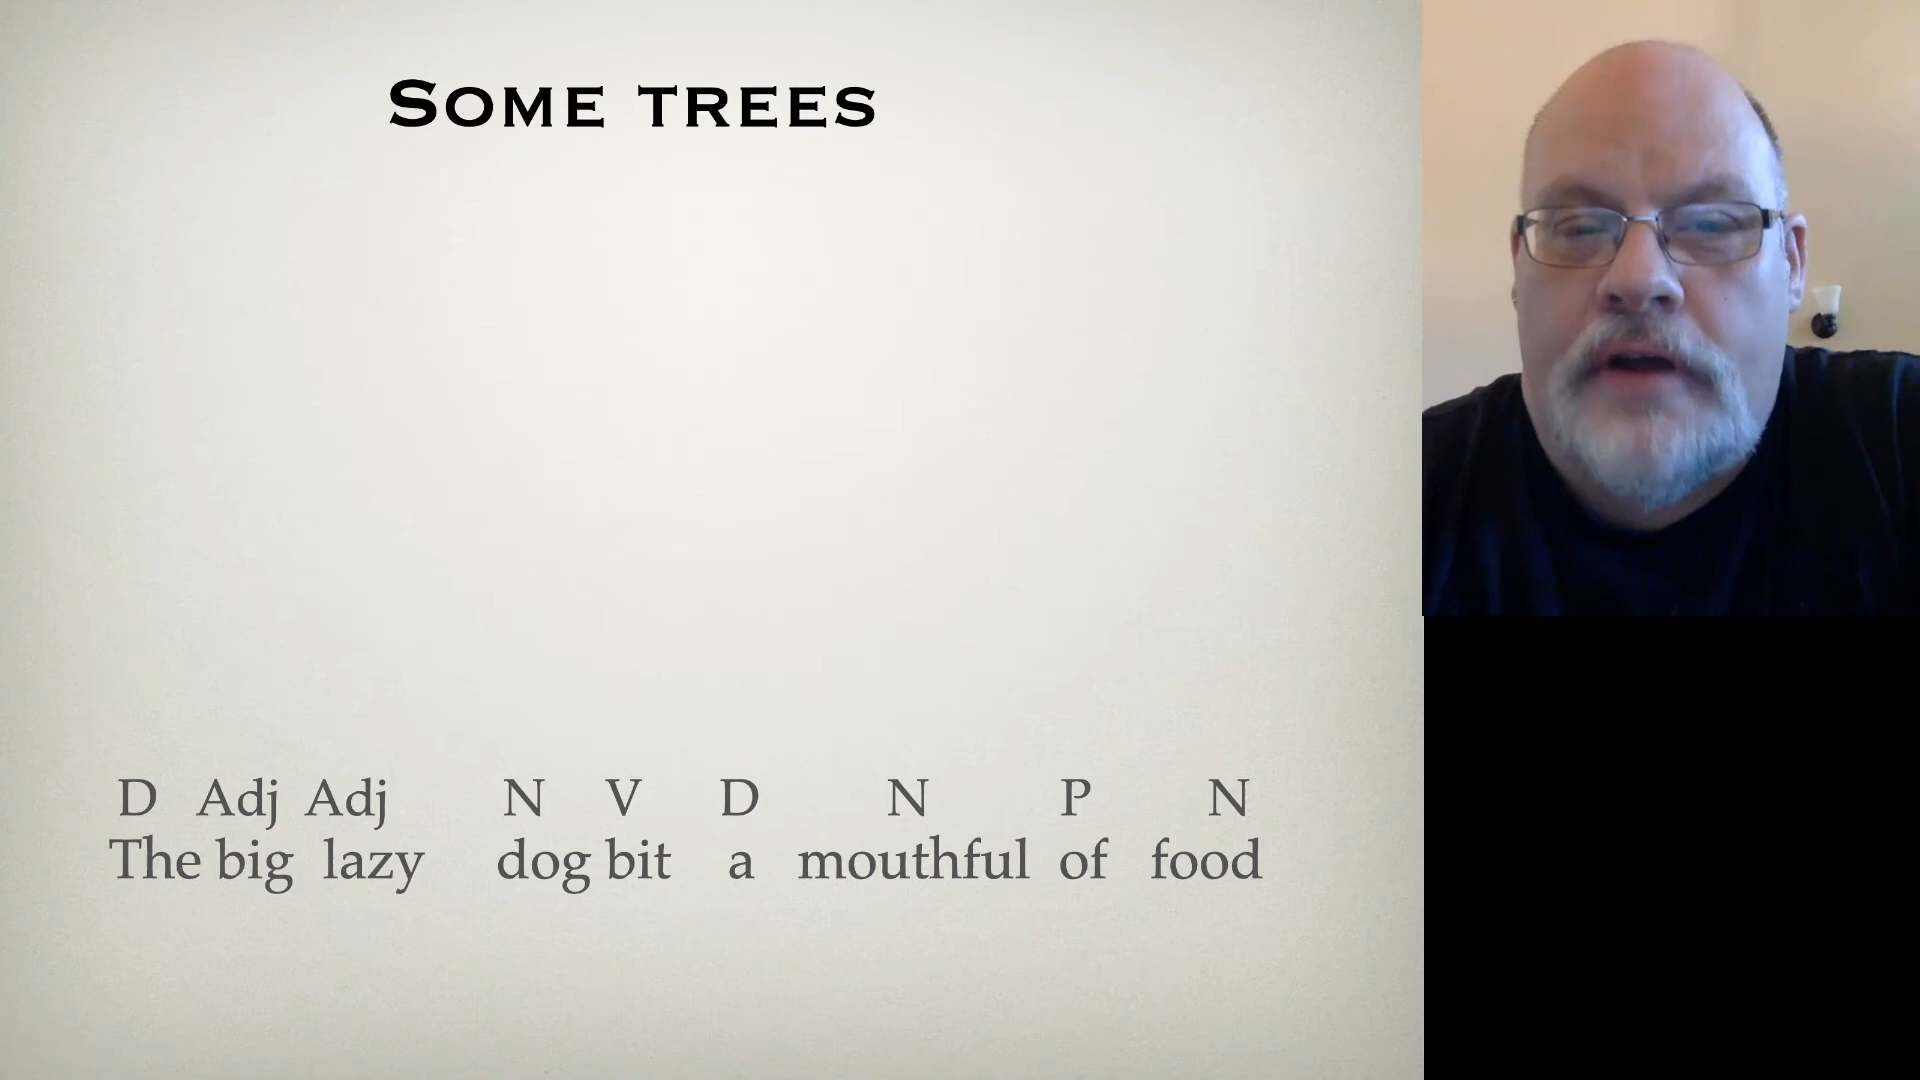 SOME TREES
D Adj Adj N V D N P N
The big lazy dog bit a mouthful of food